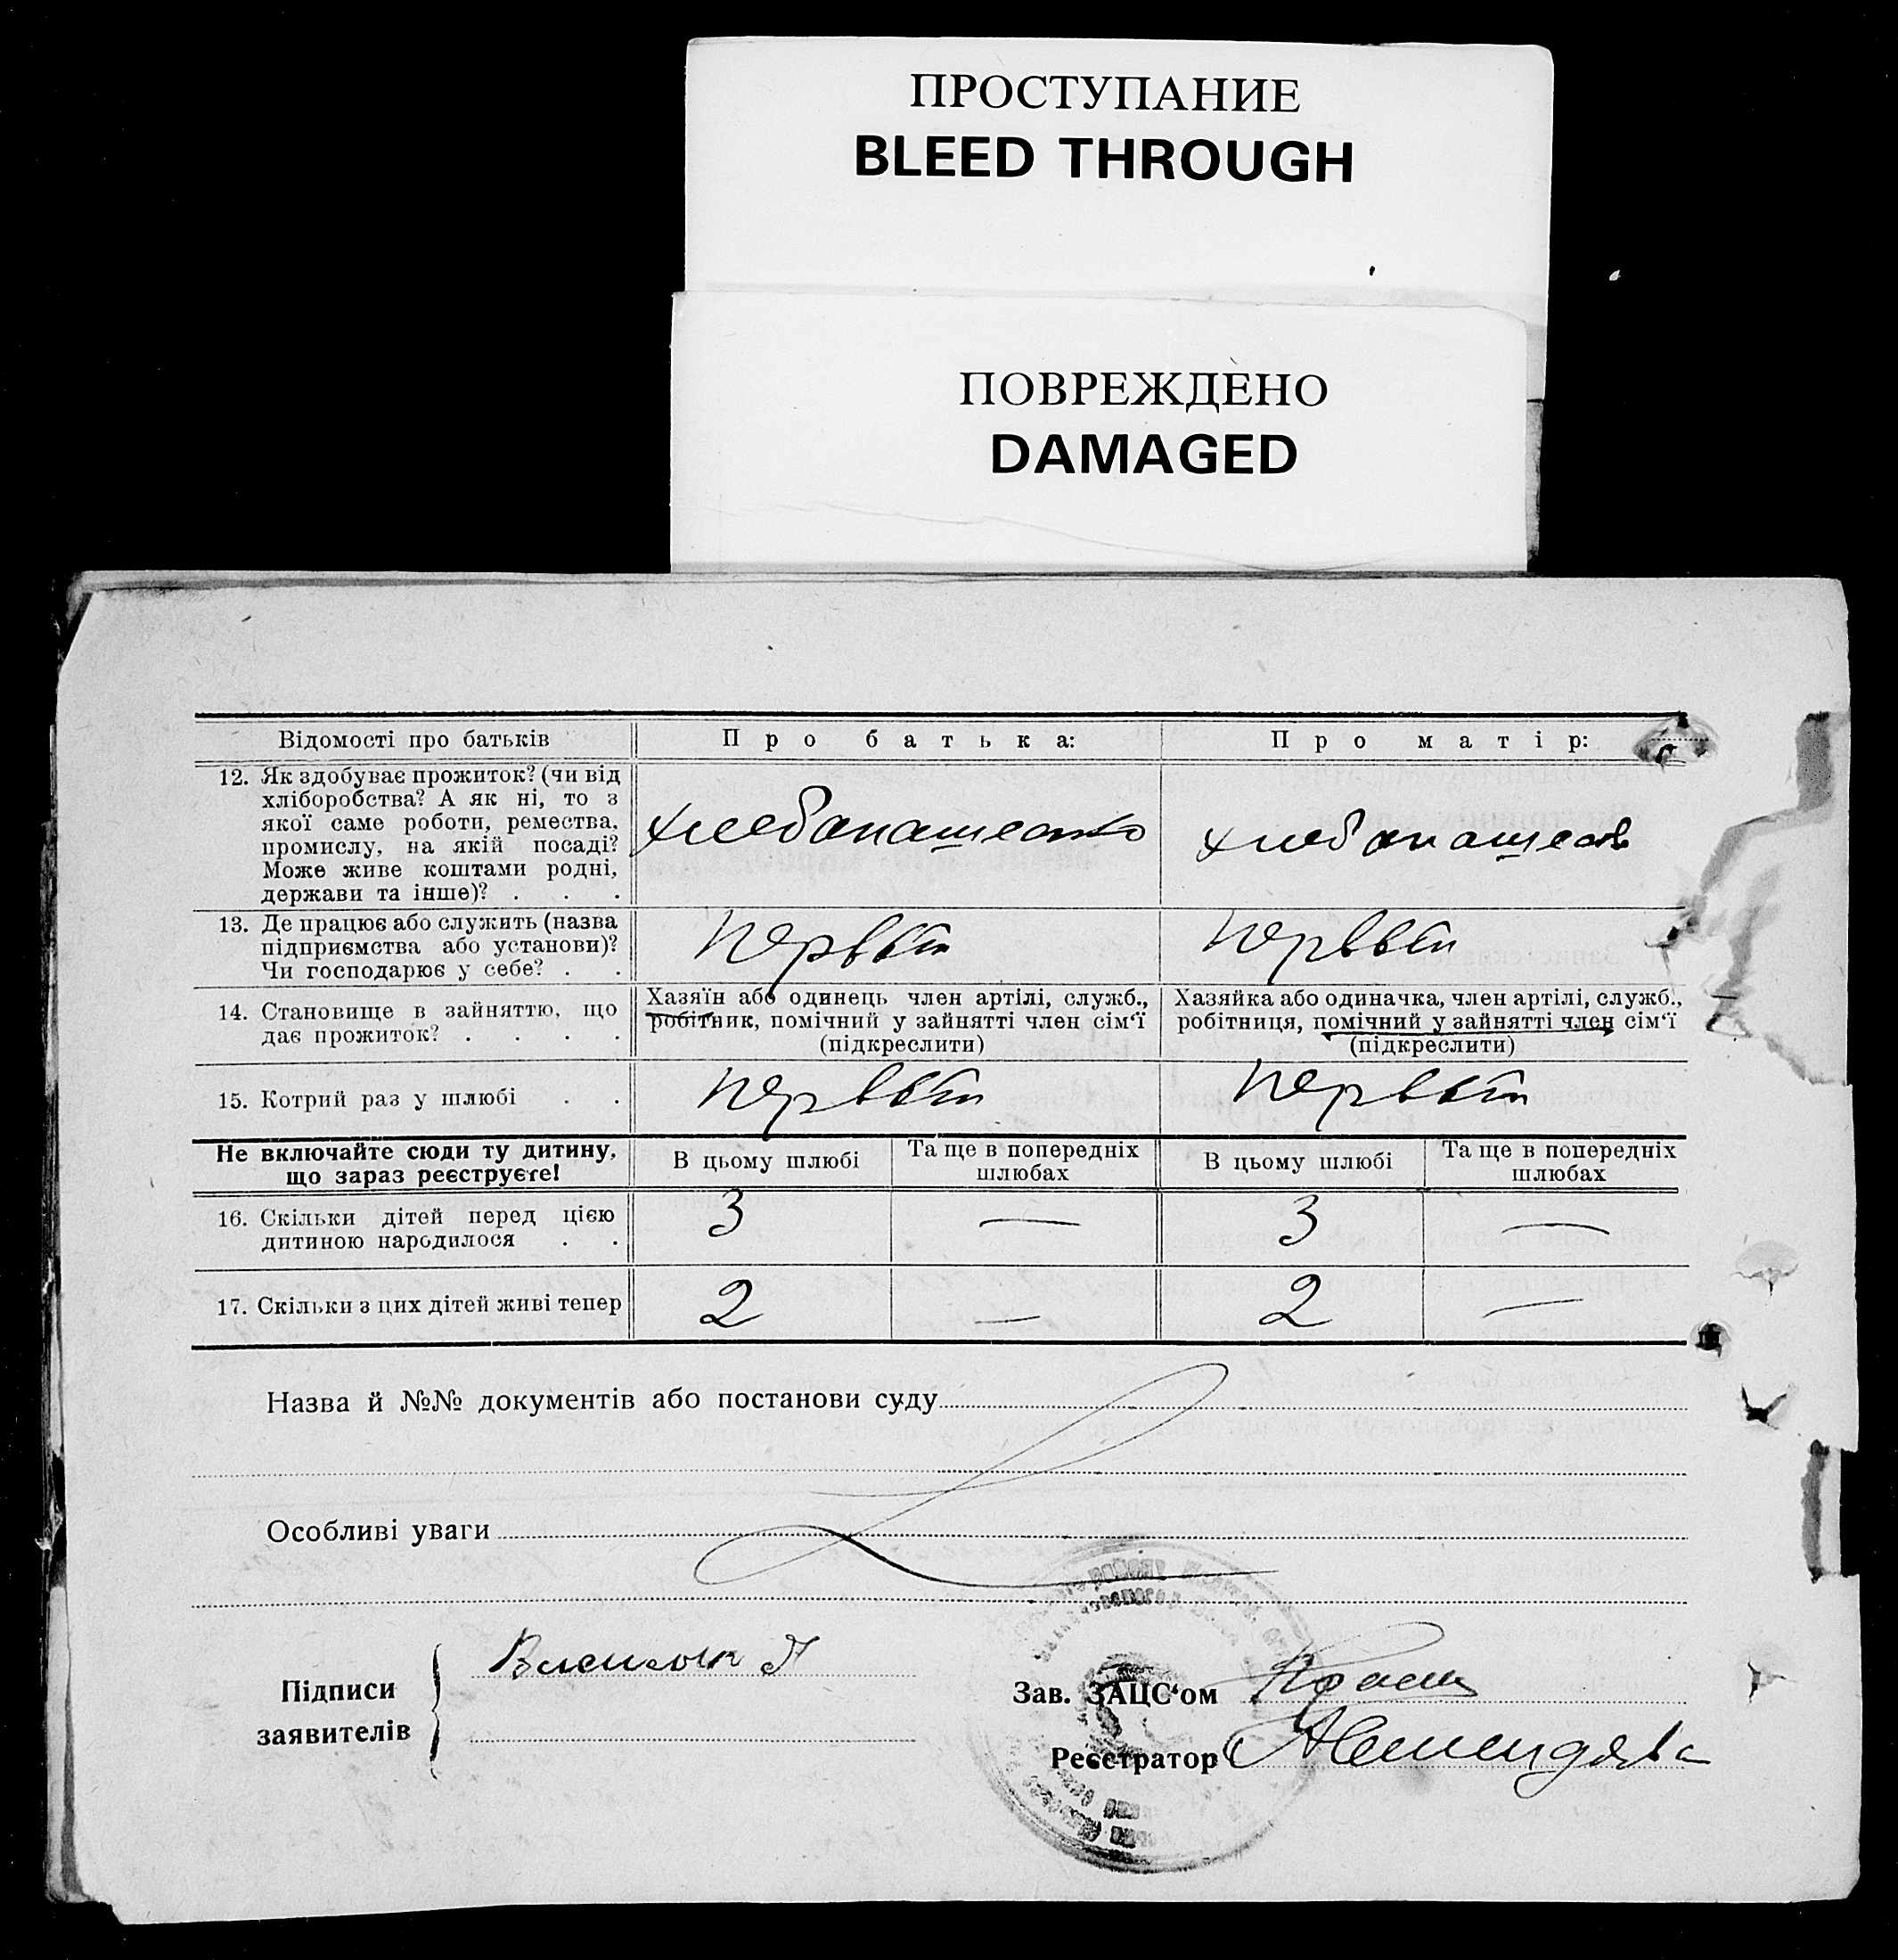 ПРОСТУПАНИЕ
BLEED THROUGH
ПОВРЕЖДЕНО
DAMAGED
Відомості про батьків
Про батька:
Про матір:
12. Як здобуває прожиток? (чи від
хліборобства? А як ні, то з
якої саме роботи, ремества,
промислу, на якій посаді?
Може живе коштами родні,
держави та інше)? . . .
13. Де працює або служить (назва
підприємства або установи)?
Чи господарює у себе? . .
первый
первый
14. Становище в зайняттю, що
дає прожиток? . . . .
Хазяїн або одинець член артілі, служб.,
робітник, помічний у зайнятті член сім‘ї
(підкреслити)
Хазяйка або одиначка, член артілі, служб.,
робітниця, помічний у зайнятті член сім‘ї
(підкреслити)
15. Котрий раз у шлюбі . .
первый
первый
Не включайте сюди ту дитину,
що зараз реєструєте!
В цьому шлюбі
Та ще в попередніх
шлюбах
В цьому шлюбі
Та ще в попередніх
шлюбах
16. Скільки дітей перед цією
дитиною народилося . .
3
—
3
—
17. Скільки з цих дітей живі тепер
2
—
2
—
Назва й №№ документів або постанови суду
Особливі уваги
Підписи
заявителів
Зав. ЗАЦС‘ом
Реєстратор